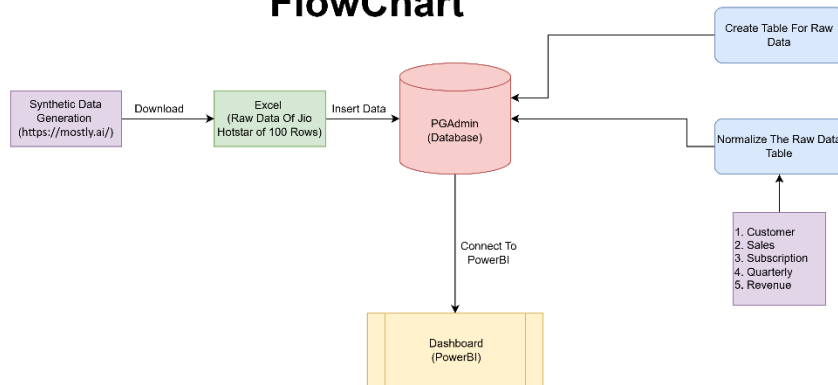 FlowChart
Create Table For Raw
Data
Synthetic Data
Generation
(https://mostly.ai/)
Download
Excel
(Raw Data Of Jio
Hotstar of 100 Rows)
Insert Data
PGAdmin
(Database)
Normalize The Raw Data
Table
1. Customer
2. Sales
3. Subscription
4. Quarterly
5. Revenue
Connect To
PowerBI
Dashboard
(PowerBI)